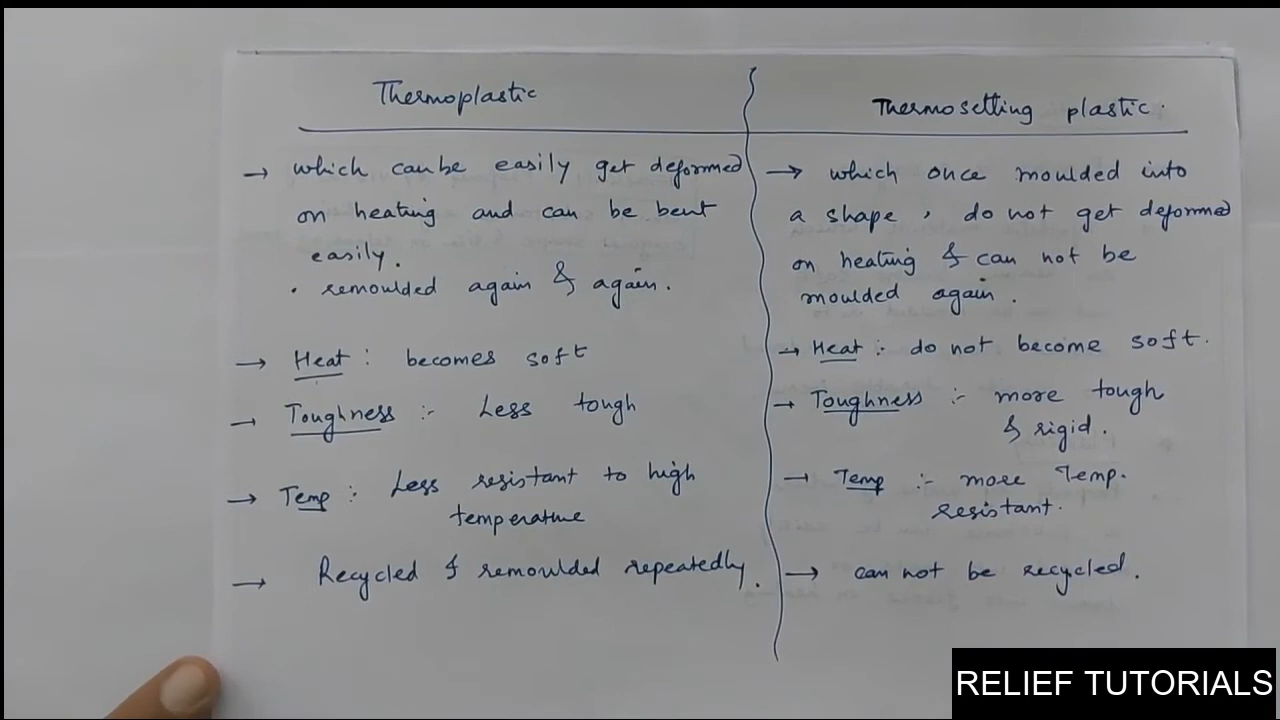 Thermoplastic
→ which can be easily get deformed
on heating and can be bent
easily.
. remoulded again & again.
→ Heat : becomes soft
→ Toughness :- Less tough
→ Temp : Less resistant to high
temperature
→ Recycled & remoulded repeatedly.
Thermosetting plastic.
→ which once moulded into
a shape, do not get deformed
on heating & can not be
moulded again.
→ Heat :- do not become soft.
→ Toughness :- more tough
& rigid.
→ Temp :- more Temp.
resistant.
→ can not be recycled.
RELIEF TUTORIALS